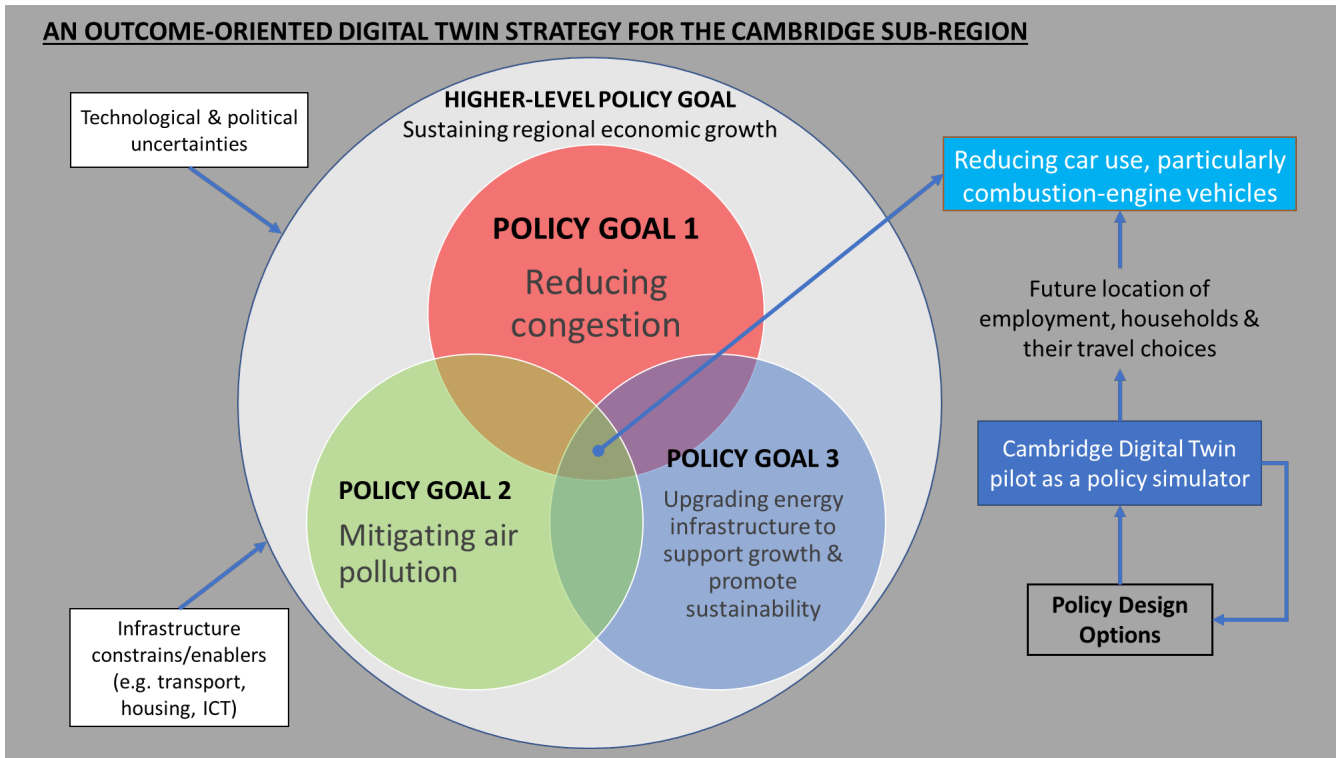 AN OUTCOME-ORIENTED DIGITAL TWIN STRATEGY FOR THE CAMBRIDGE SUB-REGION
Technological & political
uncertainties
HIGHER-LEVEL POLICY GOAL
Sustaining regional economic growth
POLICY GOAL 1
Reducing
congestion
POLICY GOAL 2
Mitigating air
pollution
POLICY GOAL 3
Upgrading energy
infrastructure to
support growth &
promote
sustainability
Infrastructure
constrains/enablers
(e.g. transport,
housing, ICT)
Reducing car use, particularly
combustion-engine vehicles
Future location of
employment, households &
their travel choices
Cambridge Digital Twin
pilot as a policy simulator
Policy Design
Options